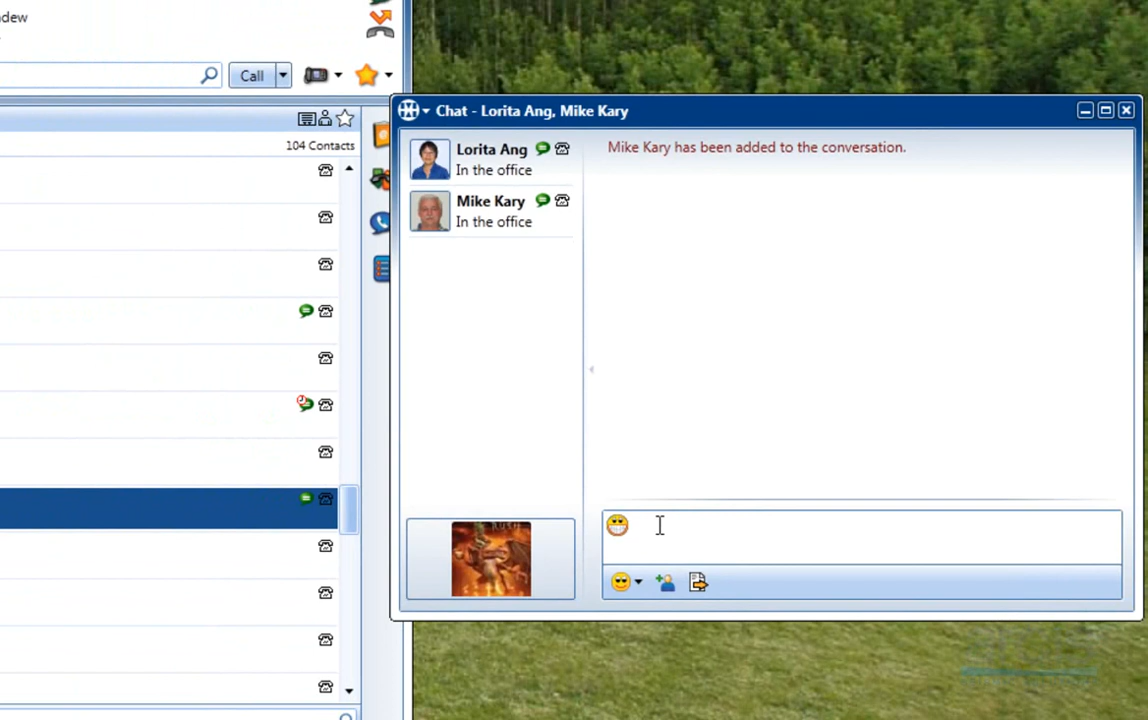 Call
104 Contacts
Chat - Lorita Ang, Mike Kary
Lorita Ang
In the office
Mike Kary
In the office
Mike Kary has been added to the conversation.